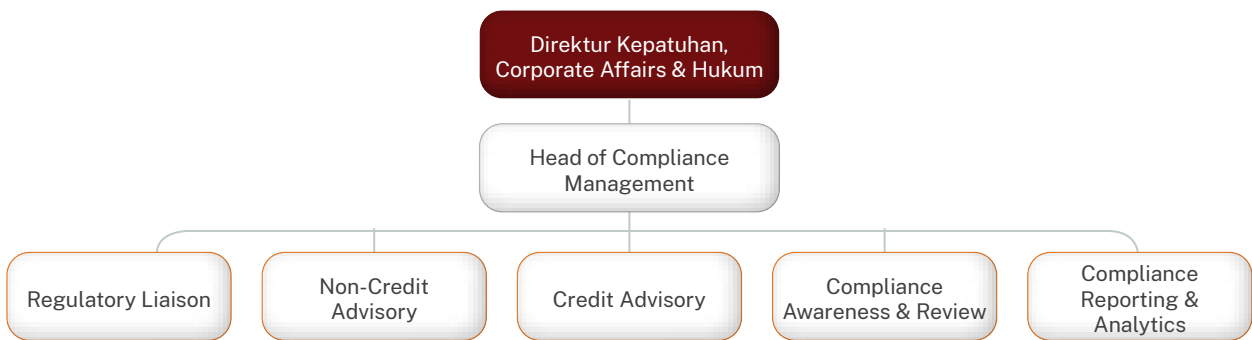 Direktur Kepatuhan,
Corporate Affairs & Hukum
Head of Compliance
Management
Regulatory Liaison
Non-Credit
Advisory
Credit Advisory
Compliance
Awareness & Review
Compliance
Reporting &
Analytics